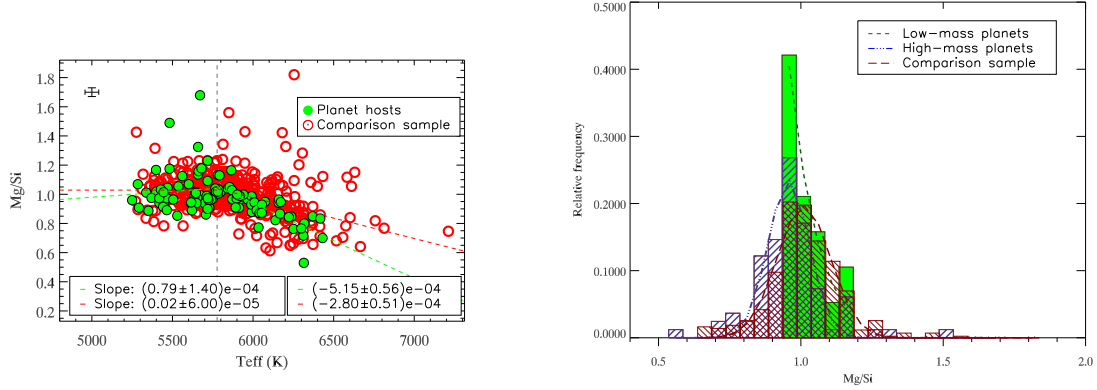 1.8
1.6
1.4
1.2
1.0
0.8
0.6
0.4
0.2
Mg/Si
Planet hosts
Comparison sample
Slope: (0.79±1.40)e−04
Slope: (0.02±6.00)e−05
(−5.15±0.56)e−04
(−2.80±0.51)e−04
5000 5500 6000 6500 7000
Teff (K)
0.5000
0.4000
0.3000
0.2000
0.1000
0.0000
Relative frequency
Low−mass planets
High−mass planets
Comparison sample
0.5 1.0 1.5 2.0
Mg/Si